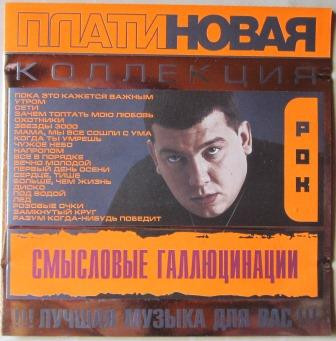 ПЛАТИНОВАЯ
КОЛЛЕКЦИЯ
ПОКА ЭТО КАЖЕТСЯ ВАЖНЫМ
УТРОМ
СЕТИ
ЗАЧЕМ ТОПТАТЬ МОЮ ЛЮБОВЬ
ОХОТНИКИ
ЗВЕЗДЫ 3000
МАМА, МЫ ВСЕ СОШЛИ С УМА
КОГДА ТЫ УМРЕШЬ
ЧУЖОЕ НЕБО
НАПРОЛОМ
ВСЕ В ПОРЯДКЕ
ВЕЧНО МОЛОДОЙ
ПЕРВЫЙ ДЕНЬ ОСЕНИ
СЕРДЦЕ, ТИШЕ
БОЛЬШЕ, ЧЕМ ЖИЗНЬ
ДИСКО
ПОД ВОДОЙ
ЛЕД
РОЗОВЫЕ ОЧКИ
ЗАМКНУТЫЙ КРУГ
РАЗУМ КОГДА-НИБУДЬ ПОБЕДИТ
РОК
СМЫСЛОВЫЕ ГАЛЛЮЦИНАЦИИ
!!! ЛУЧШАЯ МУЗЫКА ДЛЯ ВАС !!!